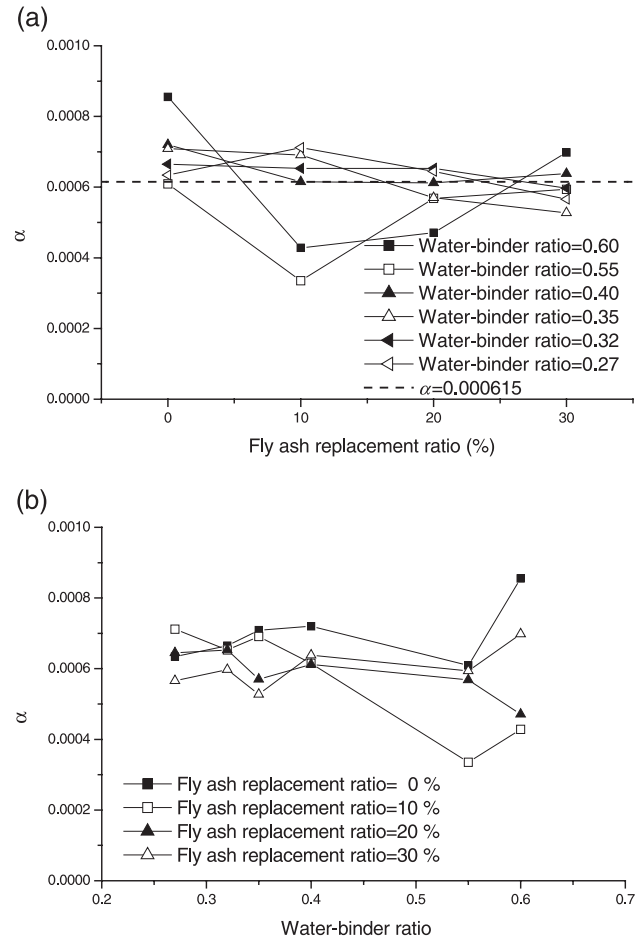 (a)
0.0010
0.0008
0.0006
0.0004
0.0002
0.0000
α
Water-binder ratio=0.60
Water-binder ratio=0.55
Water-binder ratio=0.40
Water-binder ratio=0.35
Water-binder ratio=0.32
Water-binder ratio=0.27
α=0.000615
0 10 20 30
Fly ash replacement ratio (%)
(b)
0.0010
0.0008
0.0006
0.0004
0.0002
0.0000
α
Fly ash replacement ratio= 0 %
Fly ash replacement ratio=10 %
Fly ash replacement ratio=20 %
Fly ash replacement ratio=30 %
0.2 0.3 0.4 0.5 0.6 0.7
Water-binder ratio